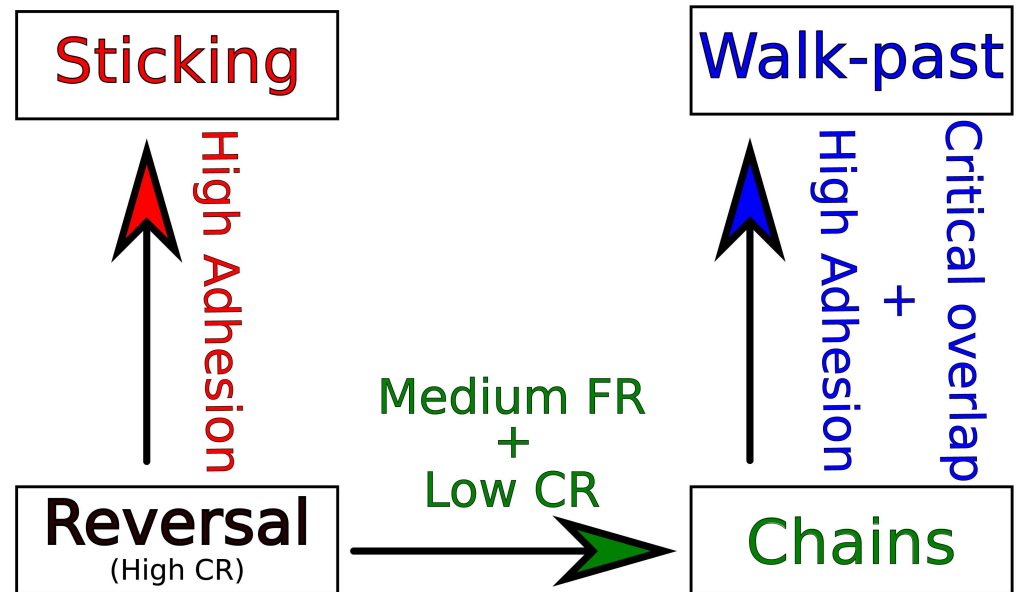 Sticking
Walk-past
High Adhesion
High Adhesion
+
Critical overlap
Medium FR
+
Low CR
Reversal
(High CR)
Chains